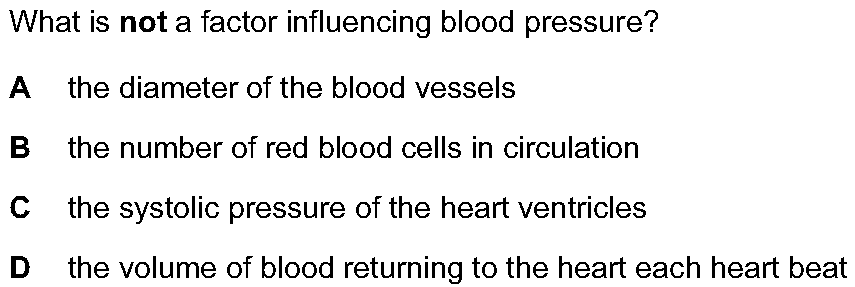 What is not a factor influencing blood pressure?
A the diameter of the blood vessels
B the number of red blood cells in circulation
C the systolic pressure of the heart ventricles
D the volume of blood returning to the heart each heart beat